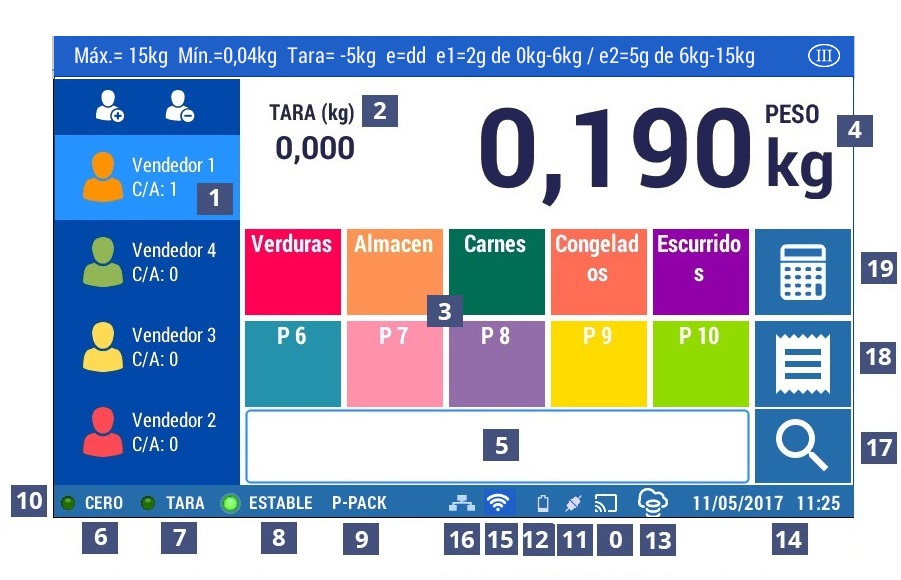 Máx.= 15kg Mín.=0,04kg Tara= -5kg e=dd e1=2g de 0kg-6kg / e2=5g de 6kg-15kg III
TARA (kg) 2
0,000
0,190 kg
PESO
4
Vendedor 1
C/A: 1
1
Vendedor 4
C/A: 0
Vendedor 3
C/A: 0
Vendedor 2
C/A: 0
Verduras Almacen Carnes Congelad Escurrido
os s
19
3
P 6 P 7 P 8 P 9 P 10
18
5
17
10 CERO TARA ESTABLE P-PACK 11/05/2017 11:25
6 7 8 9 16 15 12 11 0 13 14